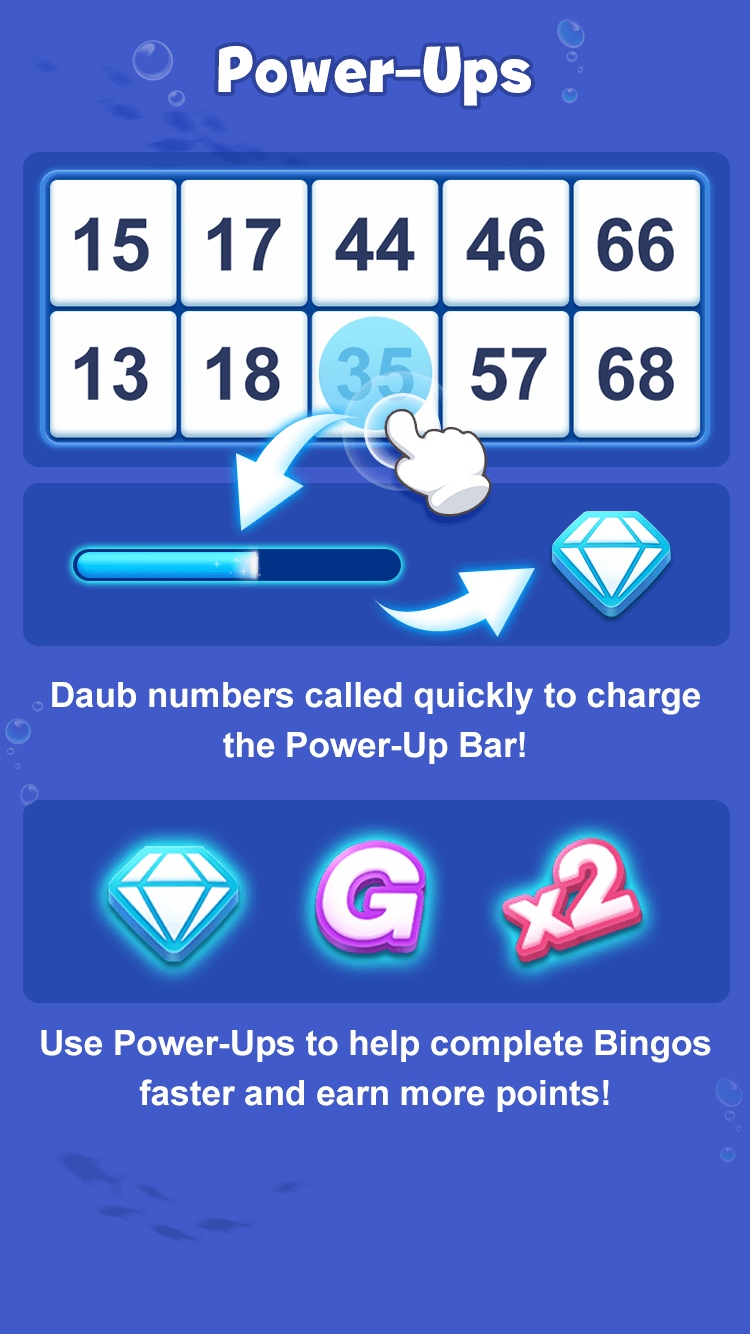 Power-Ups
15 17 44 46 66
13 18 35 57 68
Daub numbers called quickly to charge
the Power-Up Bar!
G x2
Use Power-Ups to help complete Bingos
faster and earn more points!